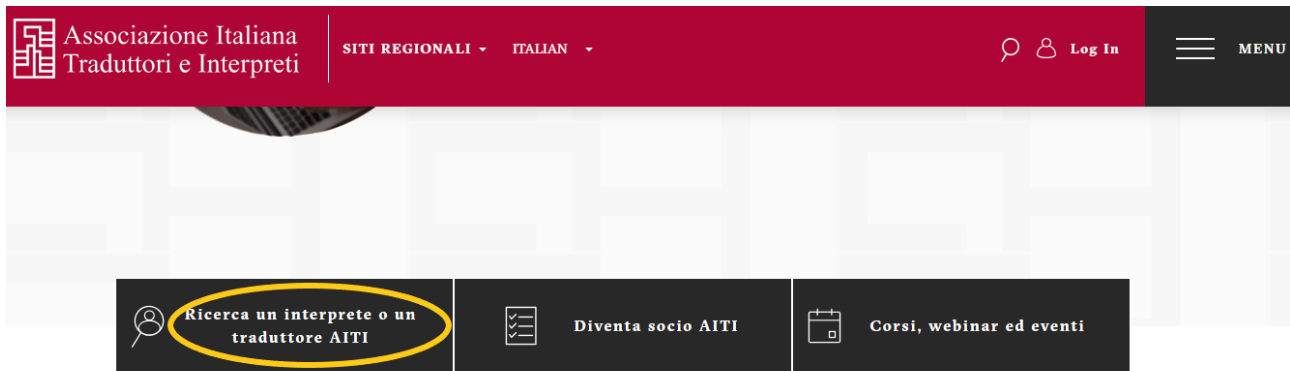 Associazione Italiana
Traduttori e Interpreti
SITI REGIONALI
ITALIAN
Log In
MENU
Ricerca un interprete o un
traduttore AITI
Diventa socio AITI
Corsi, webinar ed eventi